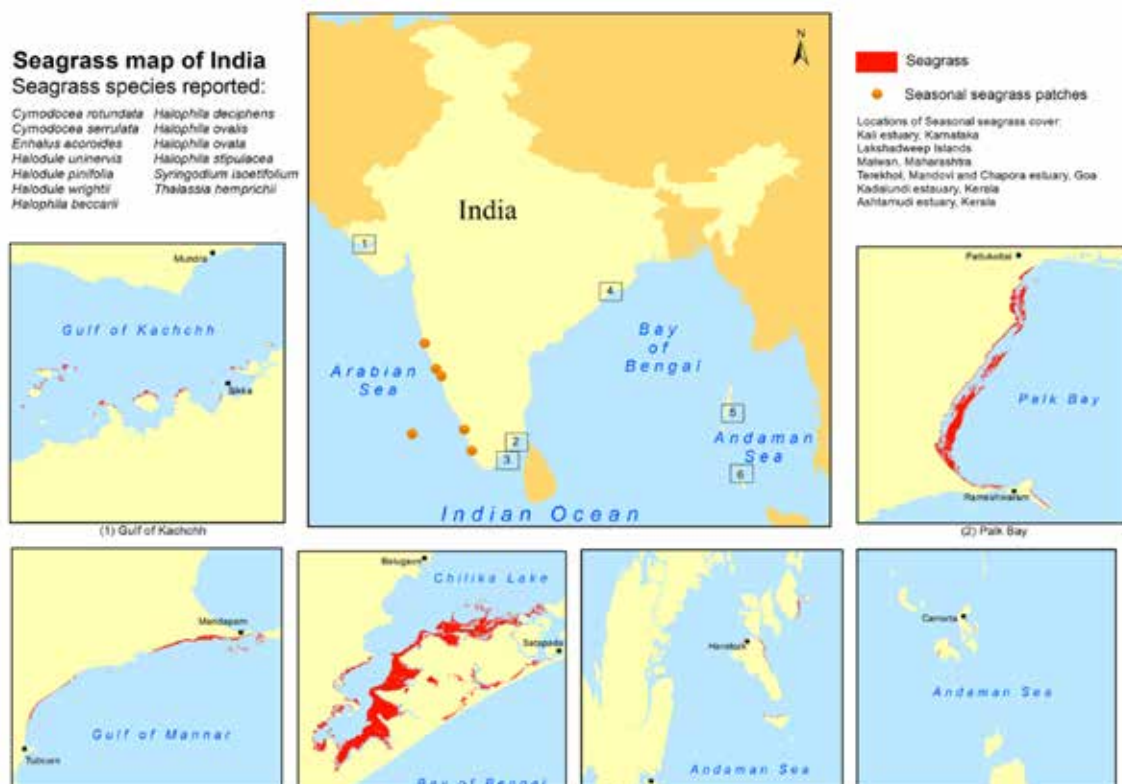 Seagrass map of India
Seagrass species reported:
Cymodocea rotundata Halophila deciphens
Cymodocea serrulata Halophila ovalis
Enhalus acoroides Halophila ovata
Halodule uninervis Halophila stipulacea
Halodule pinifolia Syringodium isoetifolium
Halodule wrightii Thalassia hemprichii
Halophila beccarii
N
India
Arabian
Sea
Bay
of
Bengal
Andaman
Sea
Indian Ocean
1
2
3
4
5
6
Seagrass
Seasonal seagrass patches
Locations of Seasonal seagrass cover:
Kali estuary, Karnataka
Lakshadweep Islands
Malwan, Maharashtra
Terekhol, Mandovi and Chapora estuary, Goa
Kadalundi estauary, Kerala
Ashtamudi estuary, Kerala
Mundra
Gulf of Kachchh
Sikka
(1) Gulf of Kachchh
Palk Bay
Rameshwaram
(2) Palk Bay
Mandapam
Gulf of Mannar
Balugaon
Chilika Lake
Satapada
Bay of Bengal
Havelock
Andaman Sea
Camorta
Andaman Sea